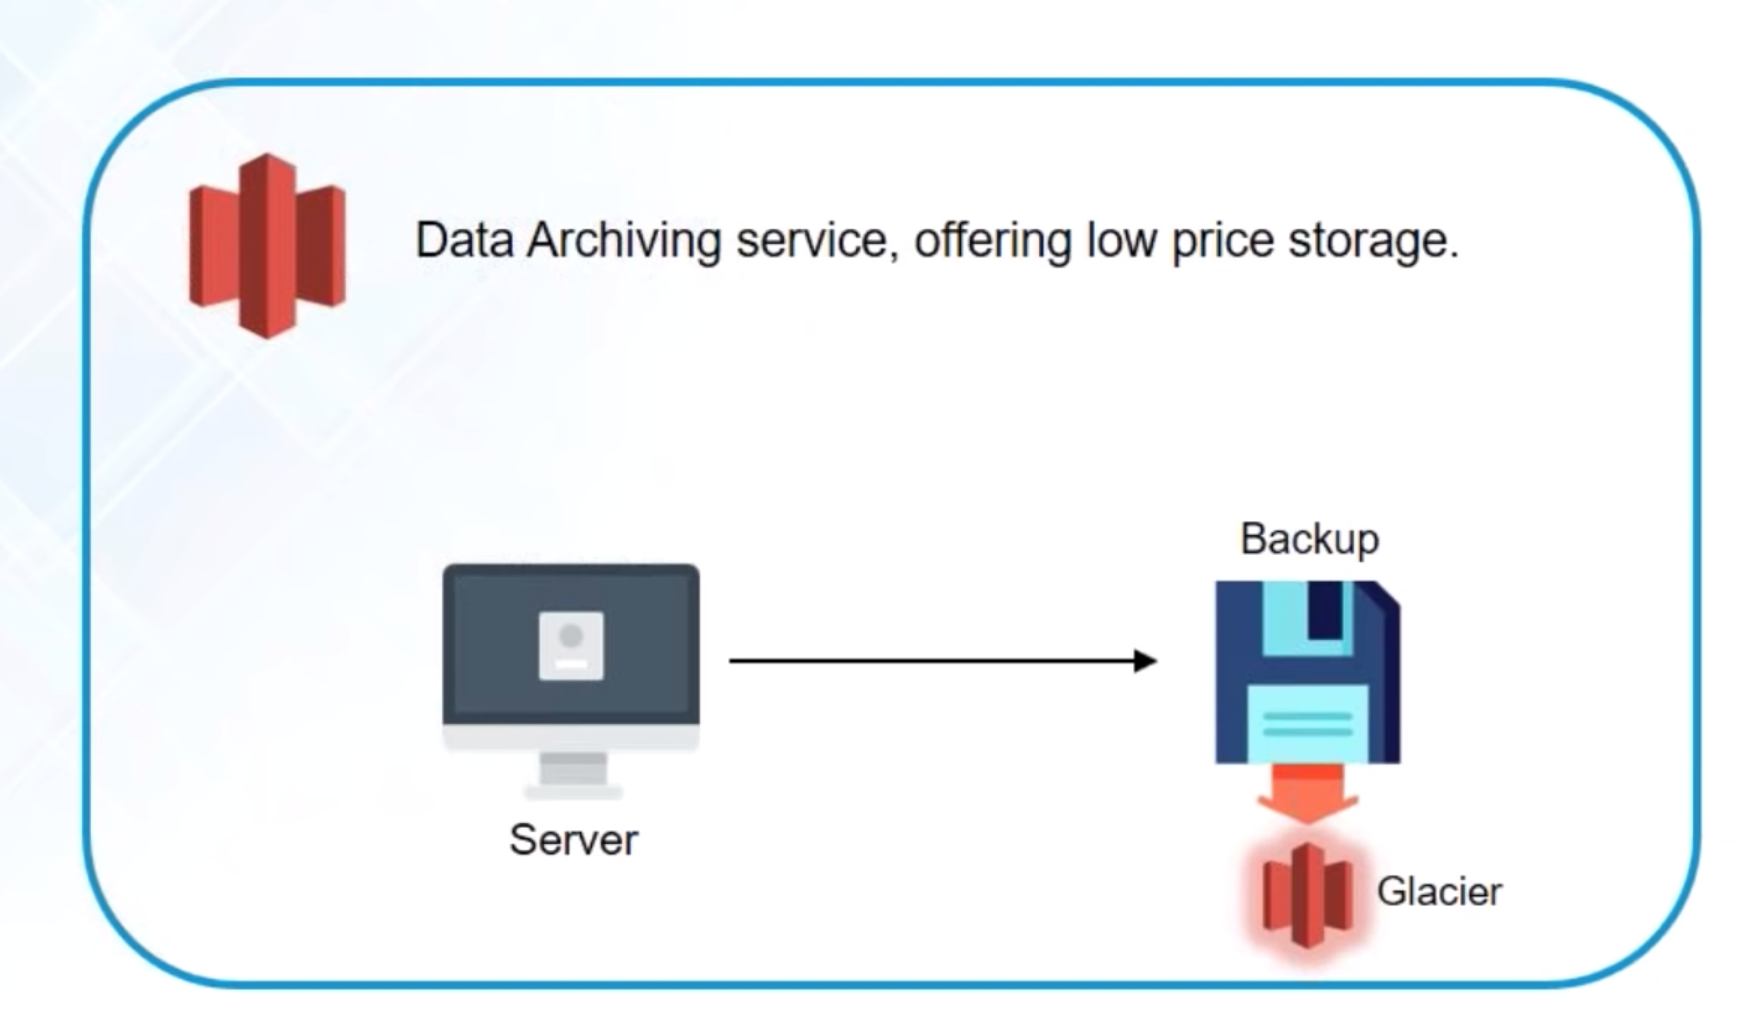 Data Archiving service, offering low price storage.
Backup
Server
Glacier